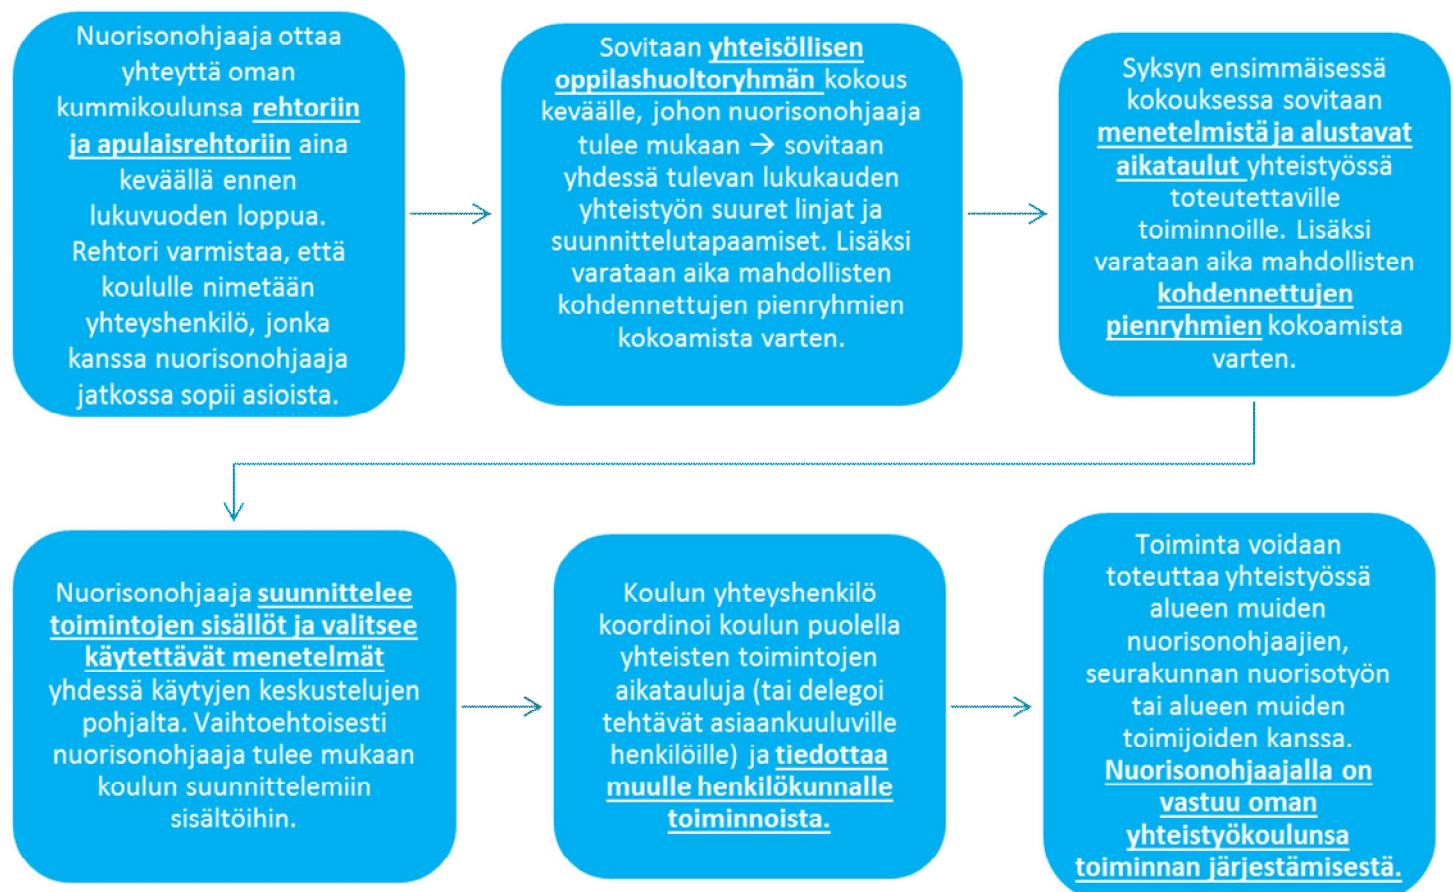 Nuorisonohjaaja ottaa
yhteyttä oman
kummikoulunsa rehtoriin
ja apulaisrehtoriin aina
keväällä ennen
lukuvuoden loppua.
Rehtori varmistaa, että
koululle nimetään
yhteyshenkilö, jonka
kanssa nuorisonohjaaja
jatkossa sopii asioista.
Sovitaan yhteisöllisen
oppilashuoltoryhmän kokous
keväälle, johon nuorisonohjaaja
tulee mukaan → sovitaan
yhdessä tulevan lukukauden
yhteistyön suuret linjat ja
suunnittelutapaamiset. Lisäksi
varataan aika mahdollisten
kohdennettujen pienryhmien
kokoamista varten.
Syksyn ensimmäisessä
kokouksessa sovitaan
menetelmistä ja alustavat
aikataulut yhteistyössä
toteutettaville
toiminnoille. Lisäksi
varataan aika mahdollisten
kohdennettujen
pienryhmien kokoamista
varten.
Nuorisonohjaaja suunnittelee
toimintojen sisällöt ja valitsee
käytettävät menetelmät
yhdessä käytyjen keskustelujen
pohjalta. Vaihtoehtoisesti
nuorisonohjaaja tulee mukaan
koulun suunnittelemiin
sisältöihin.
Koulun yhteyshenkilö
koordinoi koulun puolella
yhteisten toimintojen
aikatauluja (tai delegoi
tehtävät asiaankuuluville
henkilöille) ja tiedottaa
muulle henkilökunnalle
toiminnoista.
Toiminta voidaan
toteuttaa yhteistyössä
alueen muiden
nuorisonohjaajien,
seurakunnan nuorisotyön
tai alueen muiden
toimijoiden kanssa.
Nuorisonohjaajalla on
vastuu oman
yhteistyökoulunsa
toiminnan järjestämisestä.